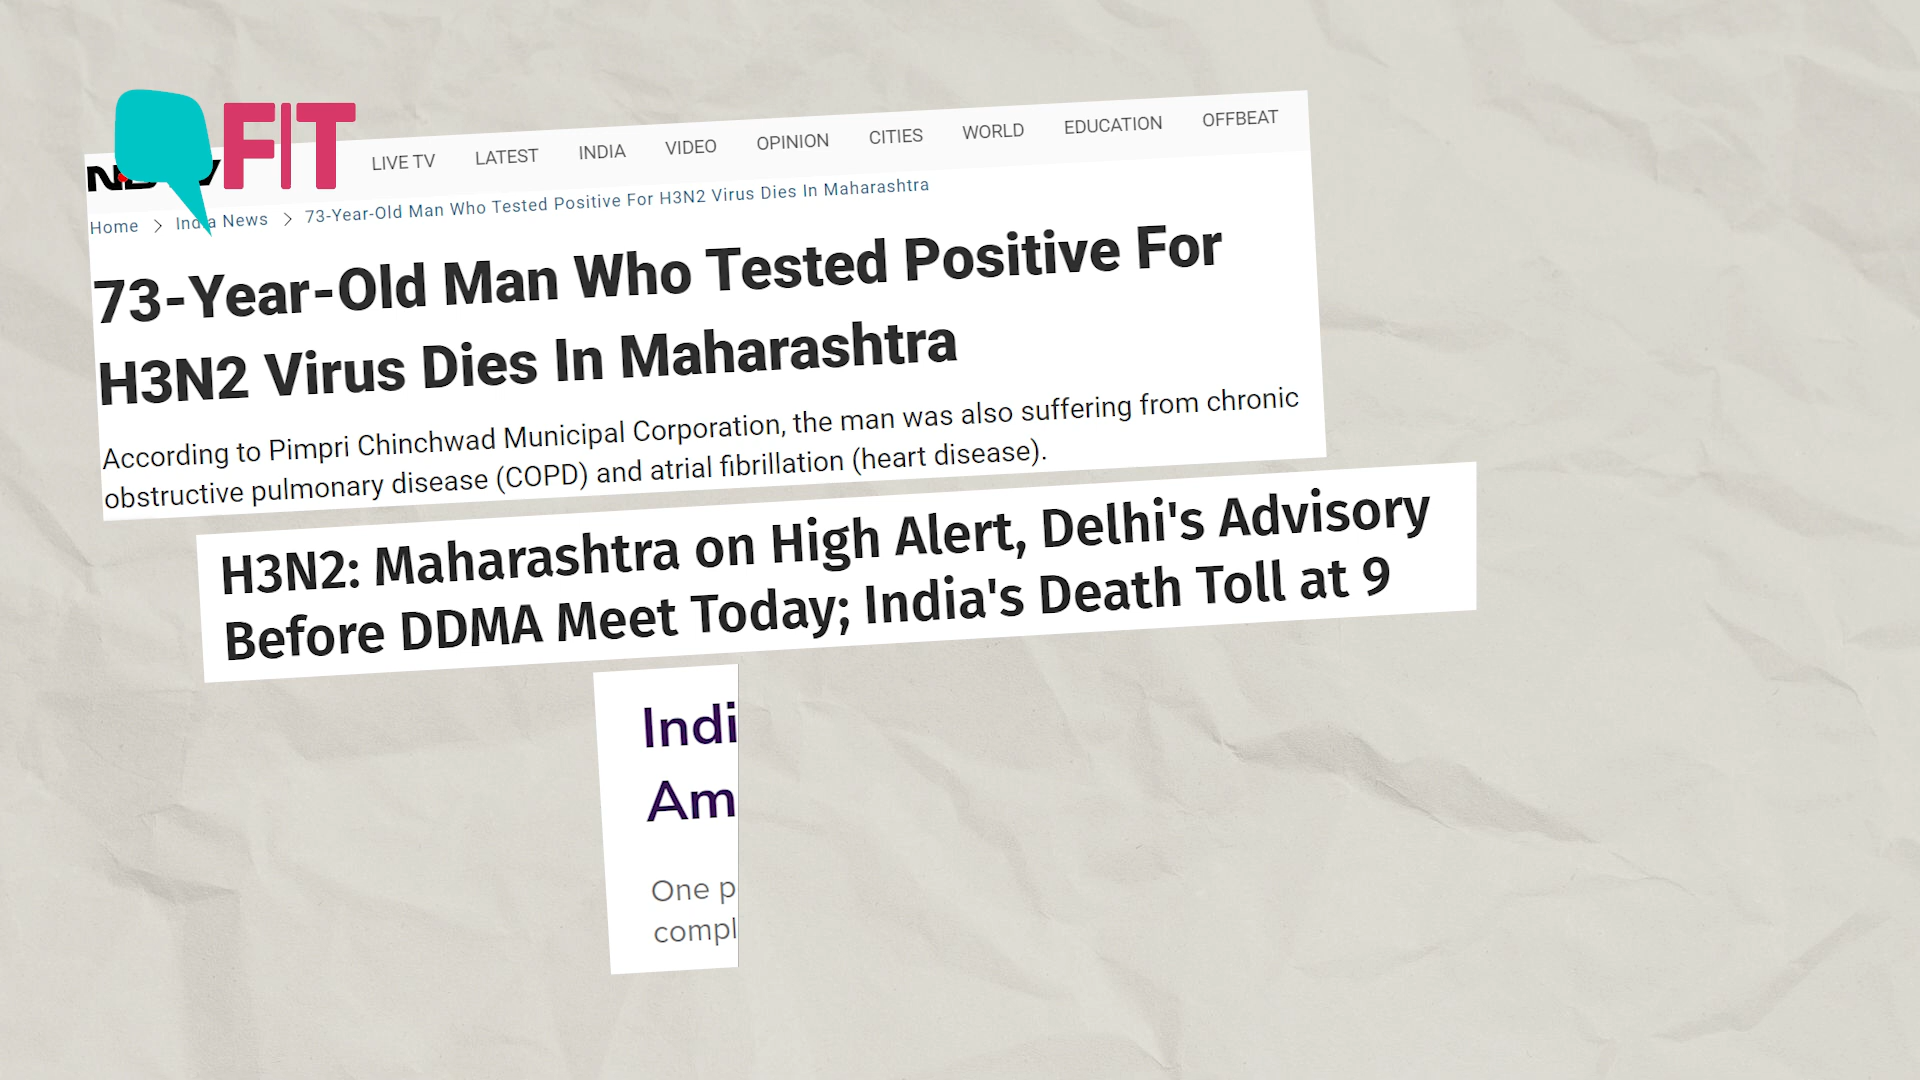 FIT
LIVE TV LATEST INDIA VIDEO OPINION CITIES WORLD EDUCATION OFFBEAT
Home > India News > 73-Year-Old Man Who Tested Positive For H3N2 Virus Dies In Maharashtra
73-Year-Old Man Who Tested Positive For
H3N2 Virus Dies In Maharashtra
According to Pimpri Chinchwad Municipal Corporation, the man was also suffering from chronic
obstructive pulmonary disease (COPD) and atrial fibrillation (heart disease).
H3N2: Maharashtra on High Alert, Delhi's Advisory
Before DDMA Meet Today; India's Death Toll at 9
Indi
Am
One p
compl